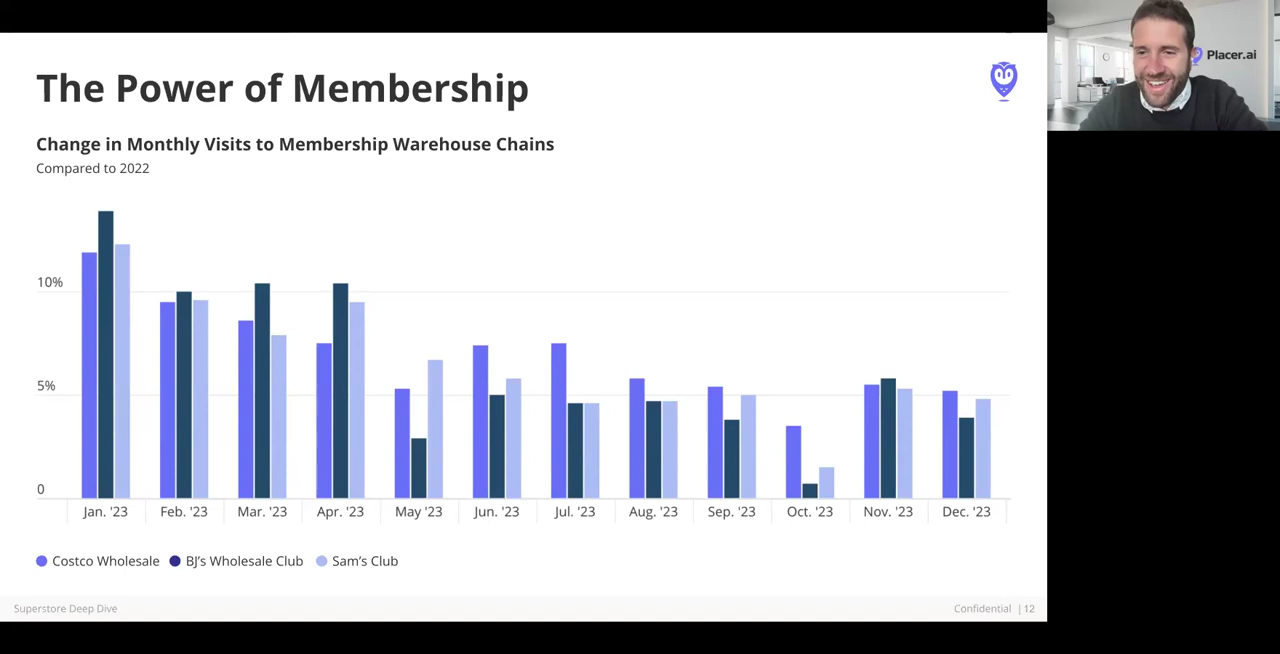 The Power of Membership
Placer.ai
Change in Monthly Visits to Membership Warehouse Chains
Compared to 2022
10%
5%
0
Jan. '23 Feb. '23 Mar. '23 Apr. '23 May '23 Jun. '23 Jul. '23 Aug. '23 Sep. '23 Oct. '23 Nov. '23 Dec. '23
Costco Wholesale BJ's Wholesale Club Sam's Club
Superstore Deep Dive Confidential | 12